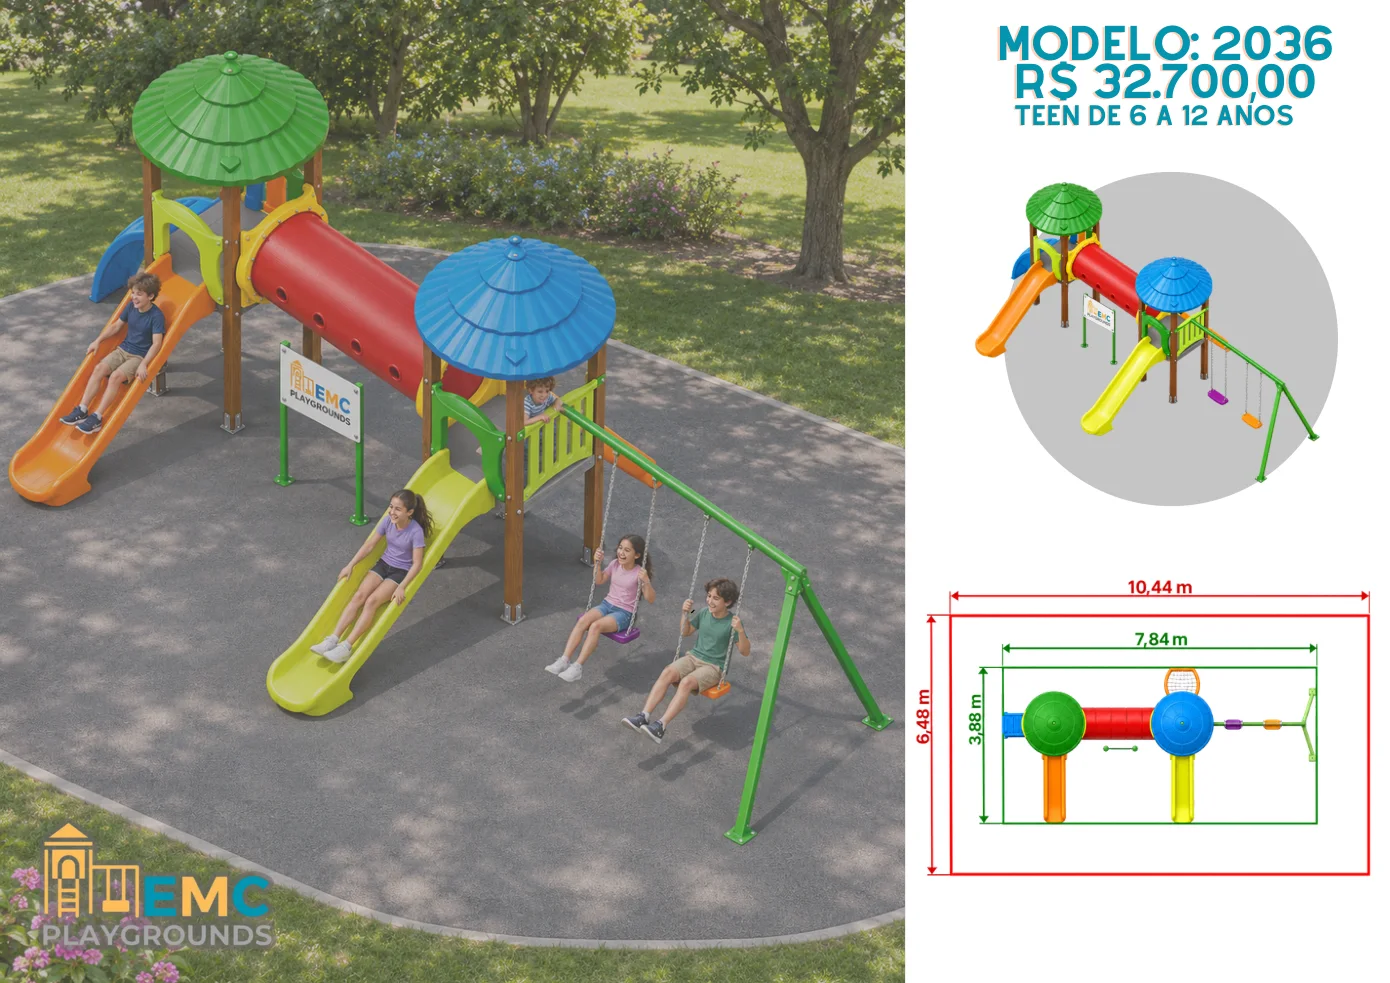 MODELO: 2036
R$ 32.700,00
TEEN DE 6 A 12 ANOS
EMC
PLAYGROUNDS
EMC
PLAYGROUNDS
EMC
10,44 m
7,84 m
6,48 m
3,88 m